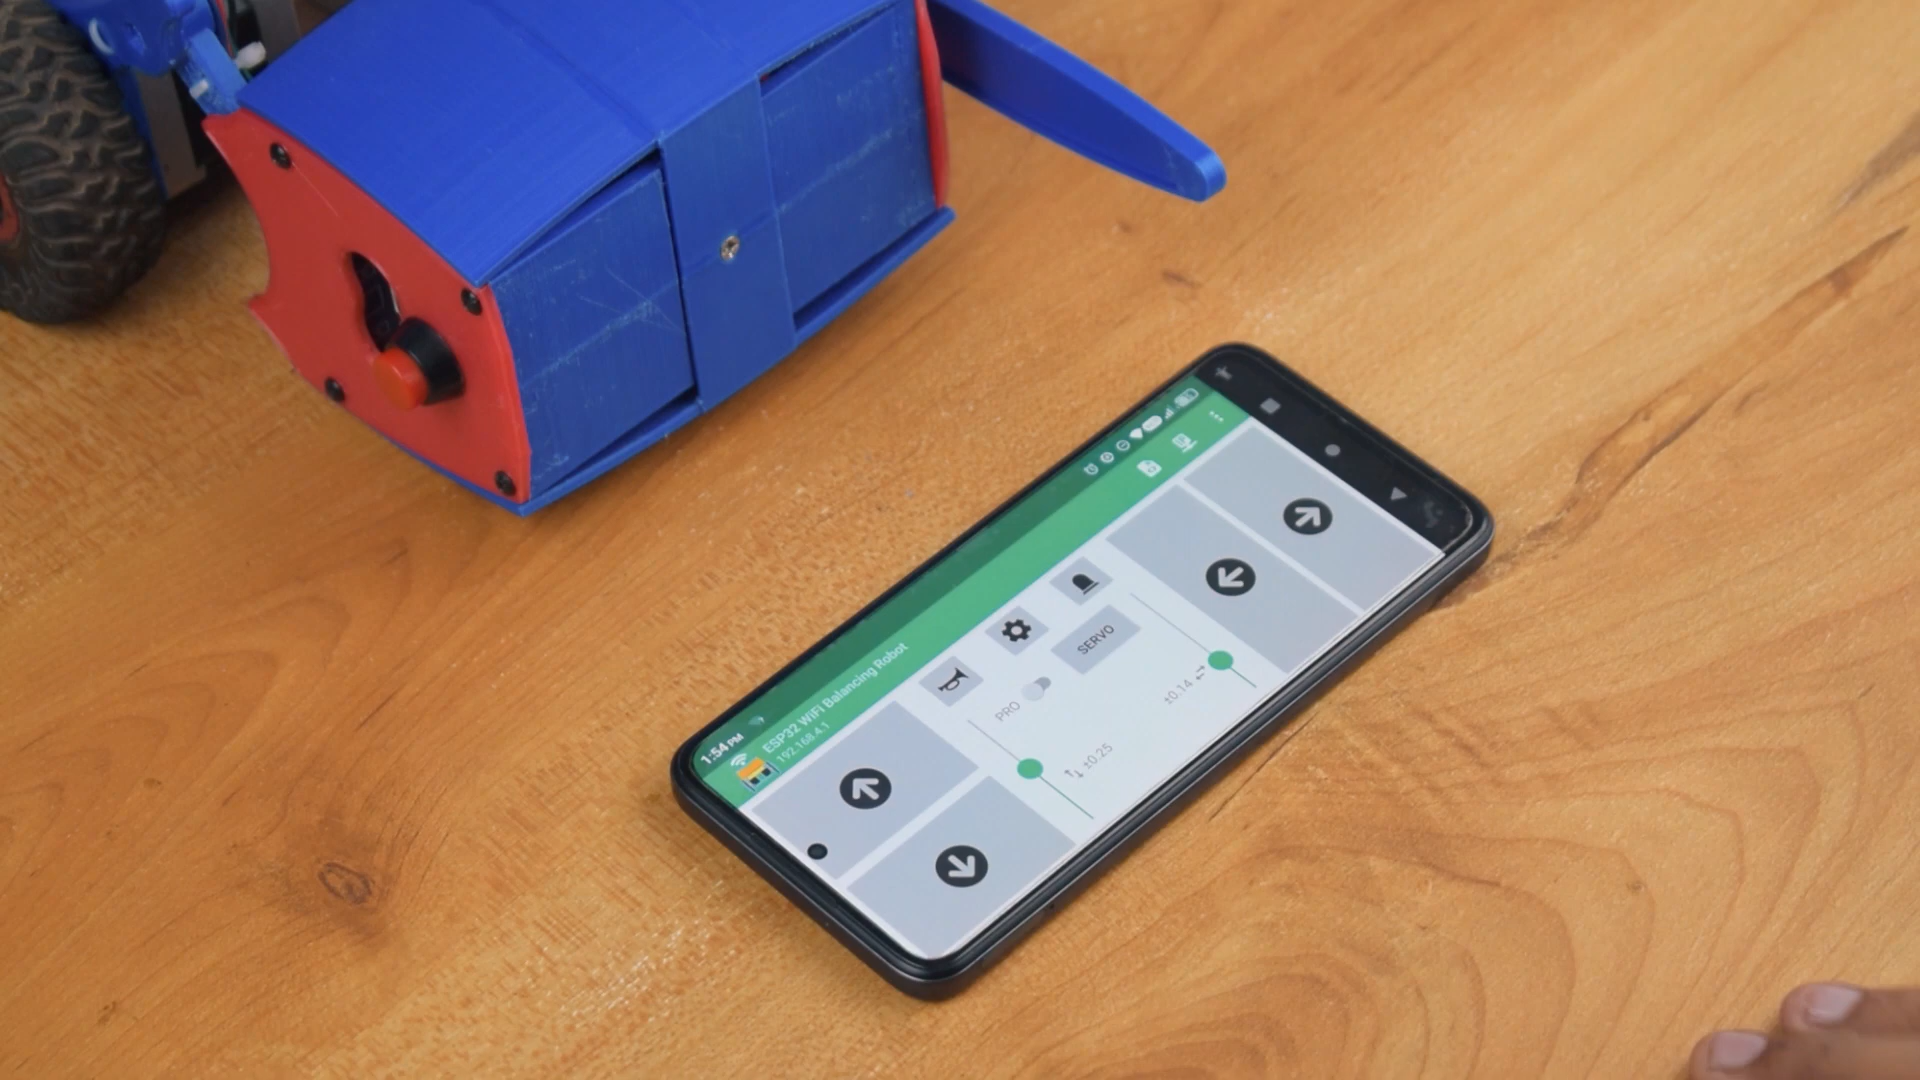 1:54 PM
ESP32 WiFi Balancing Robot
192.168.4.1
PRO
SERVO
±0.25
±0.14